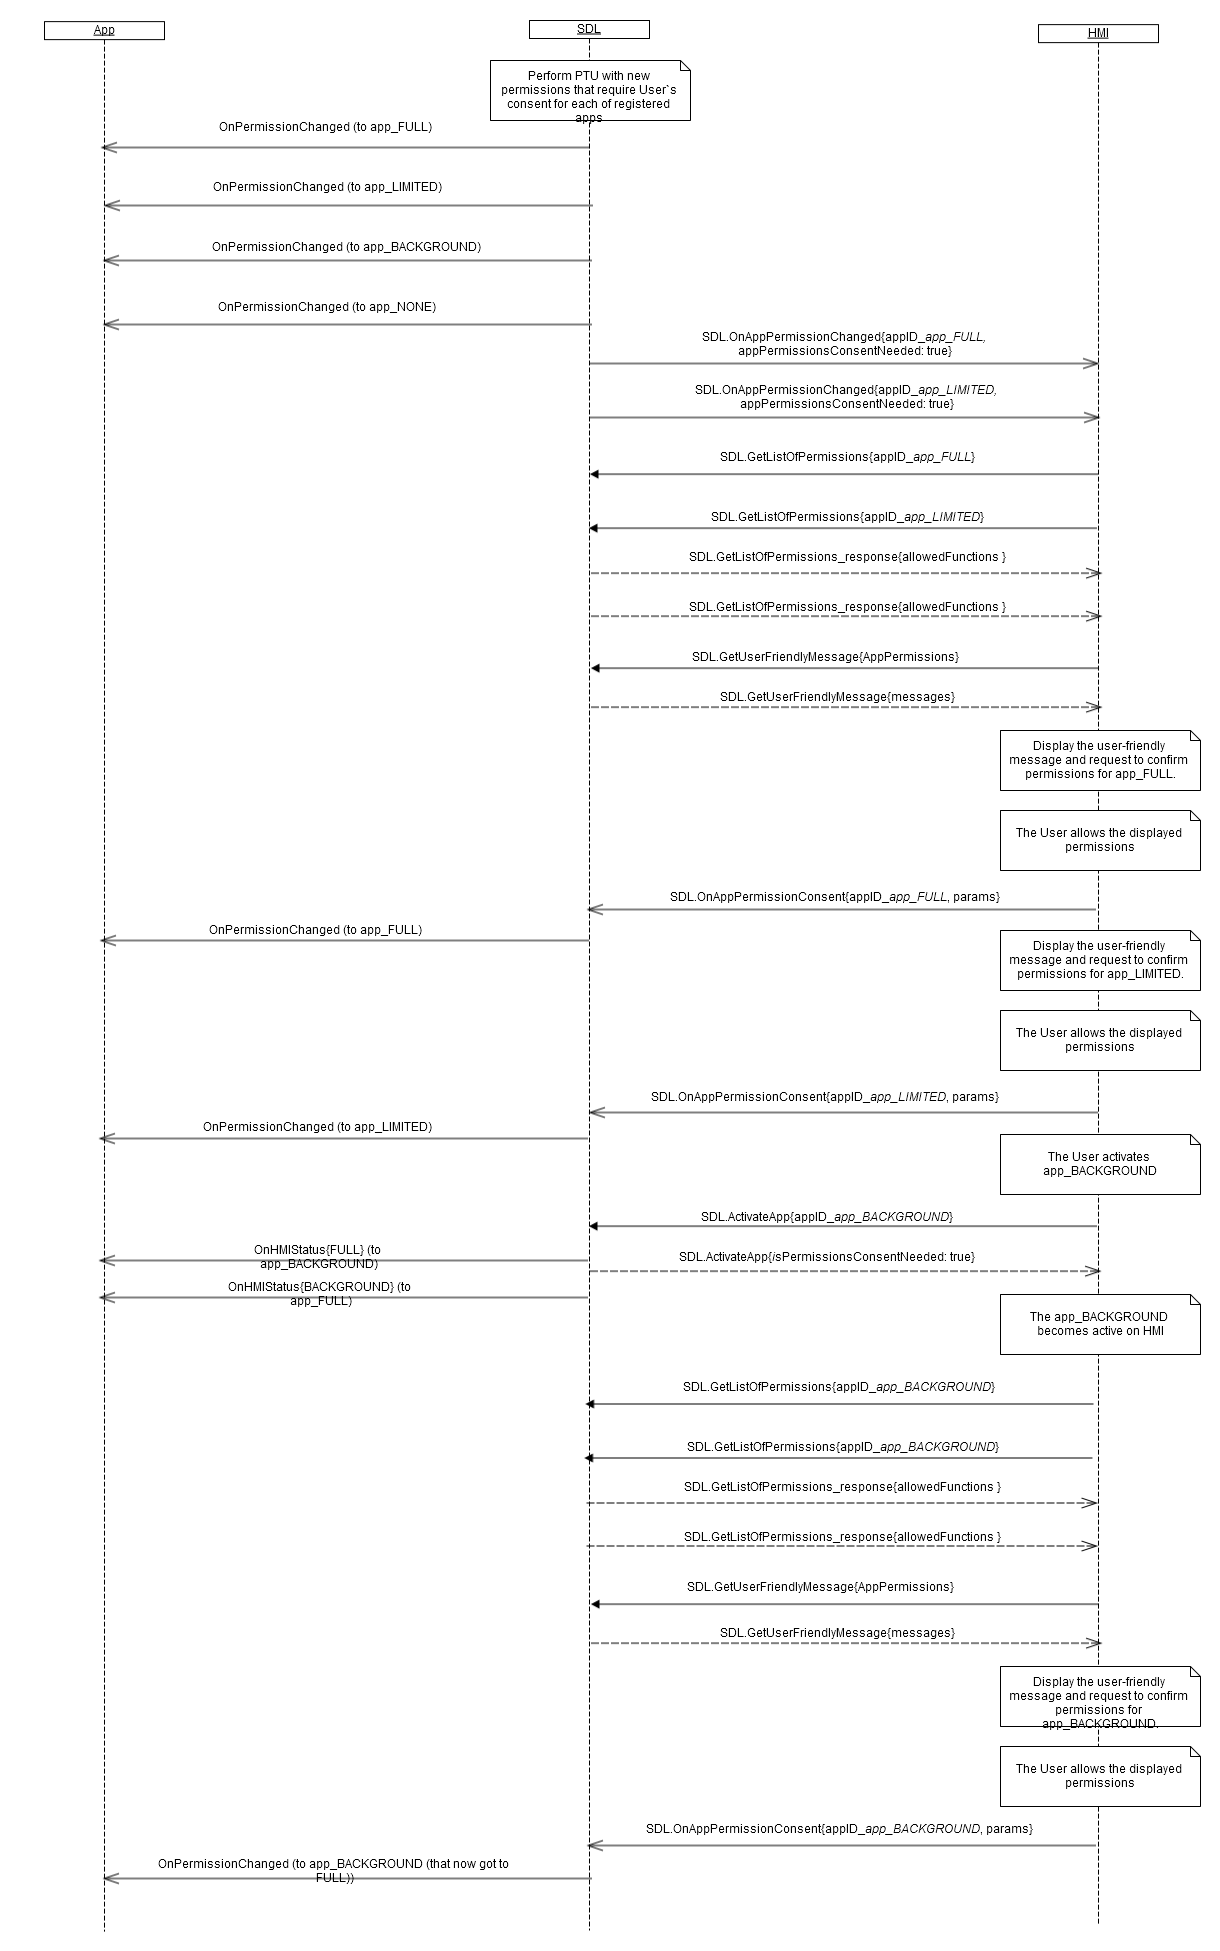 App
SDL
HMI
Perform PTU with new
permissions that require User`s
consent for each of registered
apps
OnPermissionChanged (to app_FULL)
OnPermissionChanged (to app_LIMITED)
OnPermissionChanged (to app_BACKGROUND)
OnPermissionChanged (to app_NONE)
SDL.OnAppPermissionChanged{appID_app_FULL,
appPermissionsConsentNeeded: true}
SDL.OnAppPermissionChanged{appID_app_LIMITED,
appPermissionsConsentNeeded: true}
SDL.GetListOfPermissions{appID_app_FULL}
SDL.GetListOfPermissions{appID_app_LIMITED}
SDL.GetListOfPermissions_response{allowedFunctions }
SDL.GetListOfPermissions_response{allowedFunctions }
SDL.GetUserFriendlyMessage{AppPermissions}
SDL.GetUserFriendlyMessage{messages}
Display the user-friendly
message and request to confirm
permissions for app_FULL.
The User allows the displayed
permissions
SDL.OnAppPermissionConsent{appID_app_FULL, params}
OnPermissionChanged (to app_FULL)
Display the user-friendly
message and request to confirm
permissions for app_LIMITED.
The User allows the displayed
permissions
SDL.OnAppPermissionConsent{appID_app_LIMITED, params}
OnPermissionChanged (to app_LIMITED)
The User activates
app_BACKGROUND
SDL.ActivateApp{appID_app_BACKGROUND}
OnHMIStatus{FULL} (to
app_BACKGROUND)
SDL.ActivateApp{isPermissionsConsentNeeded: true}
OnHMIStatus{BACKGROUND} (to
app_FULL)
The app_BACKGROUND
becomes active on HMI
SDL.GetListOfPermissions{appID_app_BACKGROUND}
SDL.GetListOfPermissions{appID_app_BACKGROUND}
SDL.GetListOfPermissions_response{allowedFunctions }
SDL.GetListOfPermissions_response{allowedFunctions }
SDL.GetUserFriendlyMessage{AppPermissions}
SDL.GetUserFriendlyMessage{messages}
Display the user-friendly
message and request to confirm
permissions for
app_BACKGROUND.
The User allows the displayed
permissions
SDL.OnAppPermissionConsent{appID_app_BACKGROUND, params}
OnPermissionChanged (to app_BACKGROUND (that now got to
FULL))